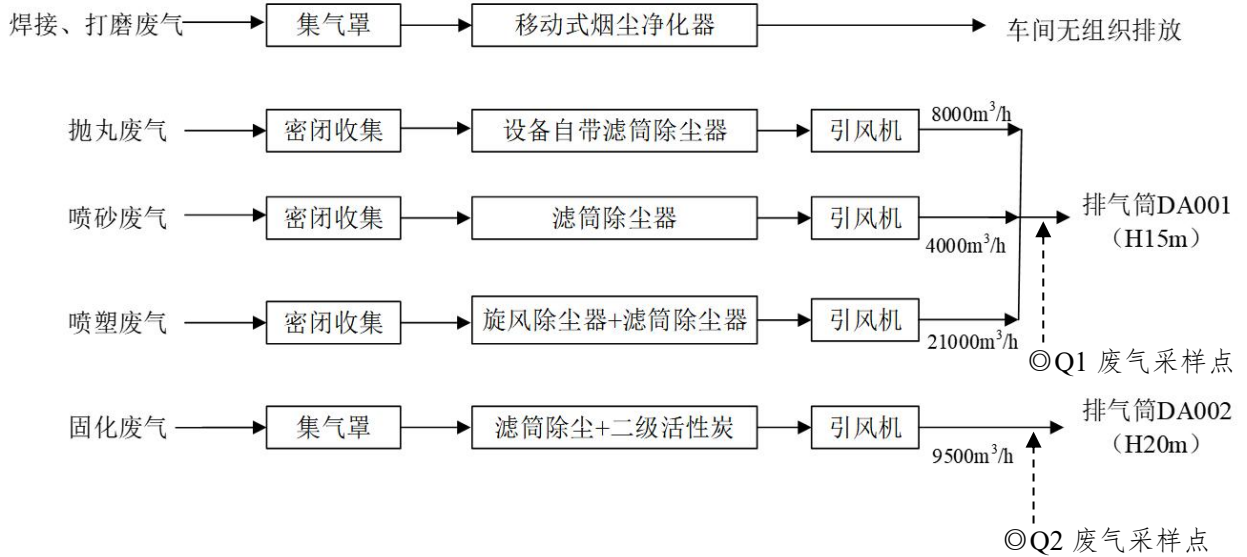 焊接、打磨废气
集气罩
移动式烟尘净化器
车间无组织排放
抛丸废气
密闭收集
设备自带滤筒除尘器
引风机
8000m³/h
喷砂废气
密闭收集
滤筒除尘器
引风机
4000m³/h
排气筒DA001
（H15m）
喷塑废气
密闭收集
旋风除尘器+滤筒除尘器
引风机
21000m³/h
◎Q1 废气采样点
固化废气
集气罩
滤筒除尘+二级活性炭
引风机
9500m³/h
排气筒DA002
（H20m）
◎Q2 废气采样点